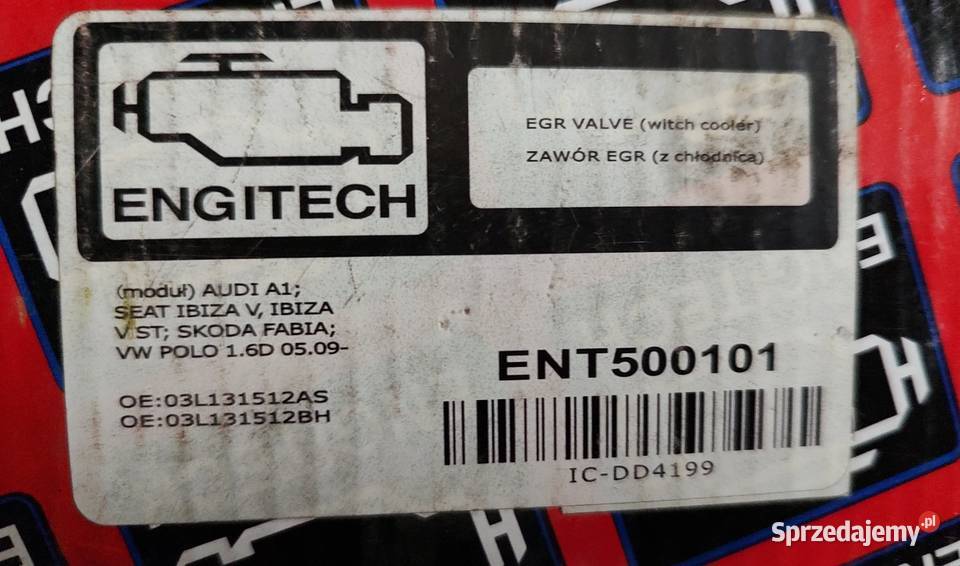 ENGITECH
EGR VALVE (witch cooler)
ZAWÓR EGR (z chłodnicą)
(moduł) AUDI A1;
SEAT IBIZA V, IBIZA
V ST; SKODA FABIA;
VW POLO 1.6D 05.09-
OE:03L131512AS
OE:03L131512BH
ENT500101
IC-DD4199
Sprzedajemy.pl